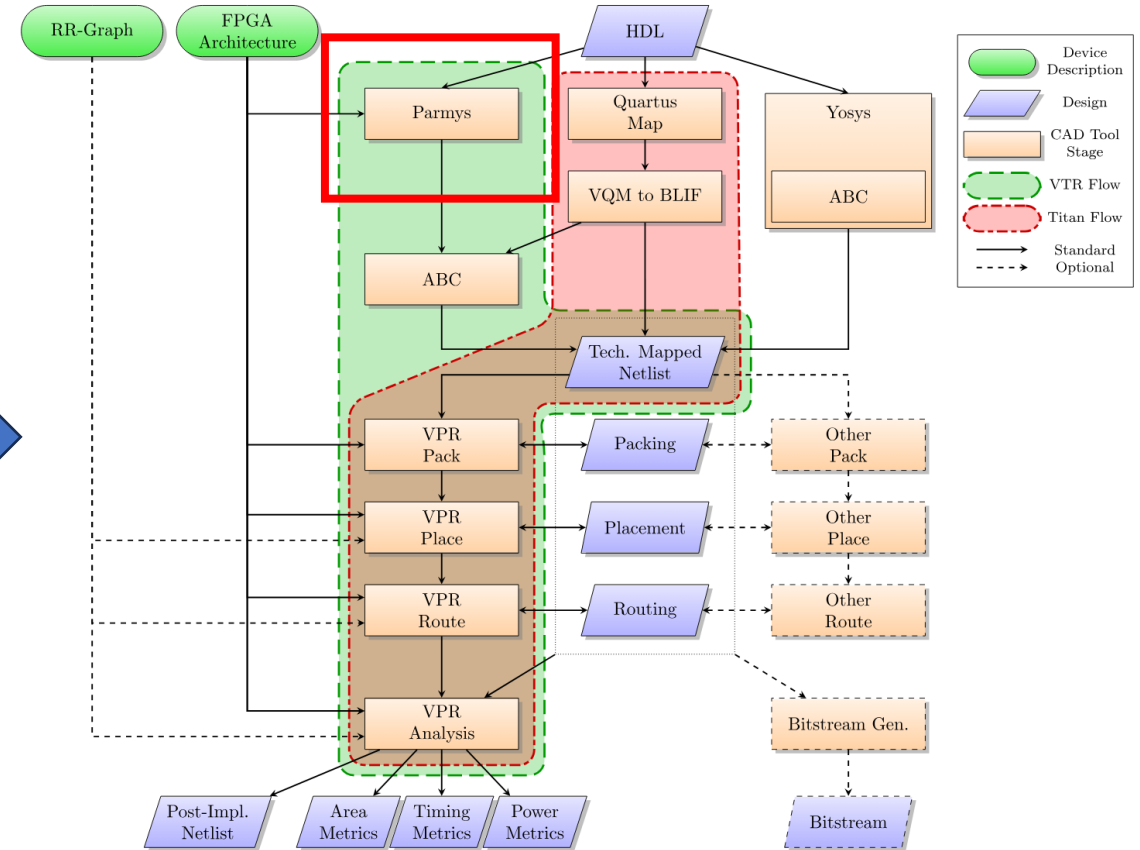 RR-Graph
FPGA
Architecture
HDL
Parmys
Quartus
Map
Yosys
VQM to BLIF
ABC
ABC
Tech. Mapped
Netlist
VPR
Pack
Packing
Other
Pack
VPR
Place
Placement
Other
Place
VPR
Route
Routing
Other
Route
VPR
Analysis
Bitstream Gen.
Post-Impl.
Netlist
Area
Metrics
Timing
Metrics
Power
Metrics
Bitstream
Device
Description
Design
CAD Tool
Stage
VTR Flow
Titan Flow
Standard
Optional